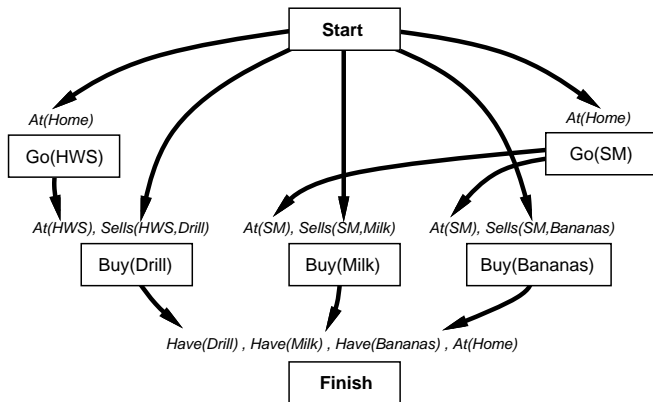 Start
At(Home)
At(Home)
Go(HWS)
Go(SM)
At(HWS), Sells(HWS,Drill)
At(SM), Sells(SM,Milk)
At(SM), Sells(SM,Bananas)
Buy(Drill)
Buy(Milk)
Buy(Bananas)
Have(Drill) , Have(Milk) , Have(Bananas) , At(Home)
Finish